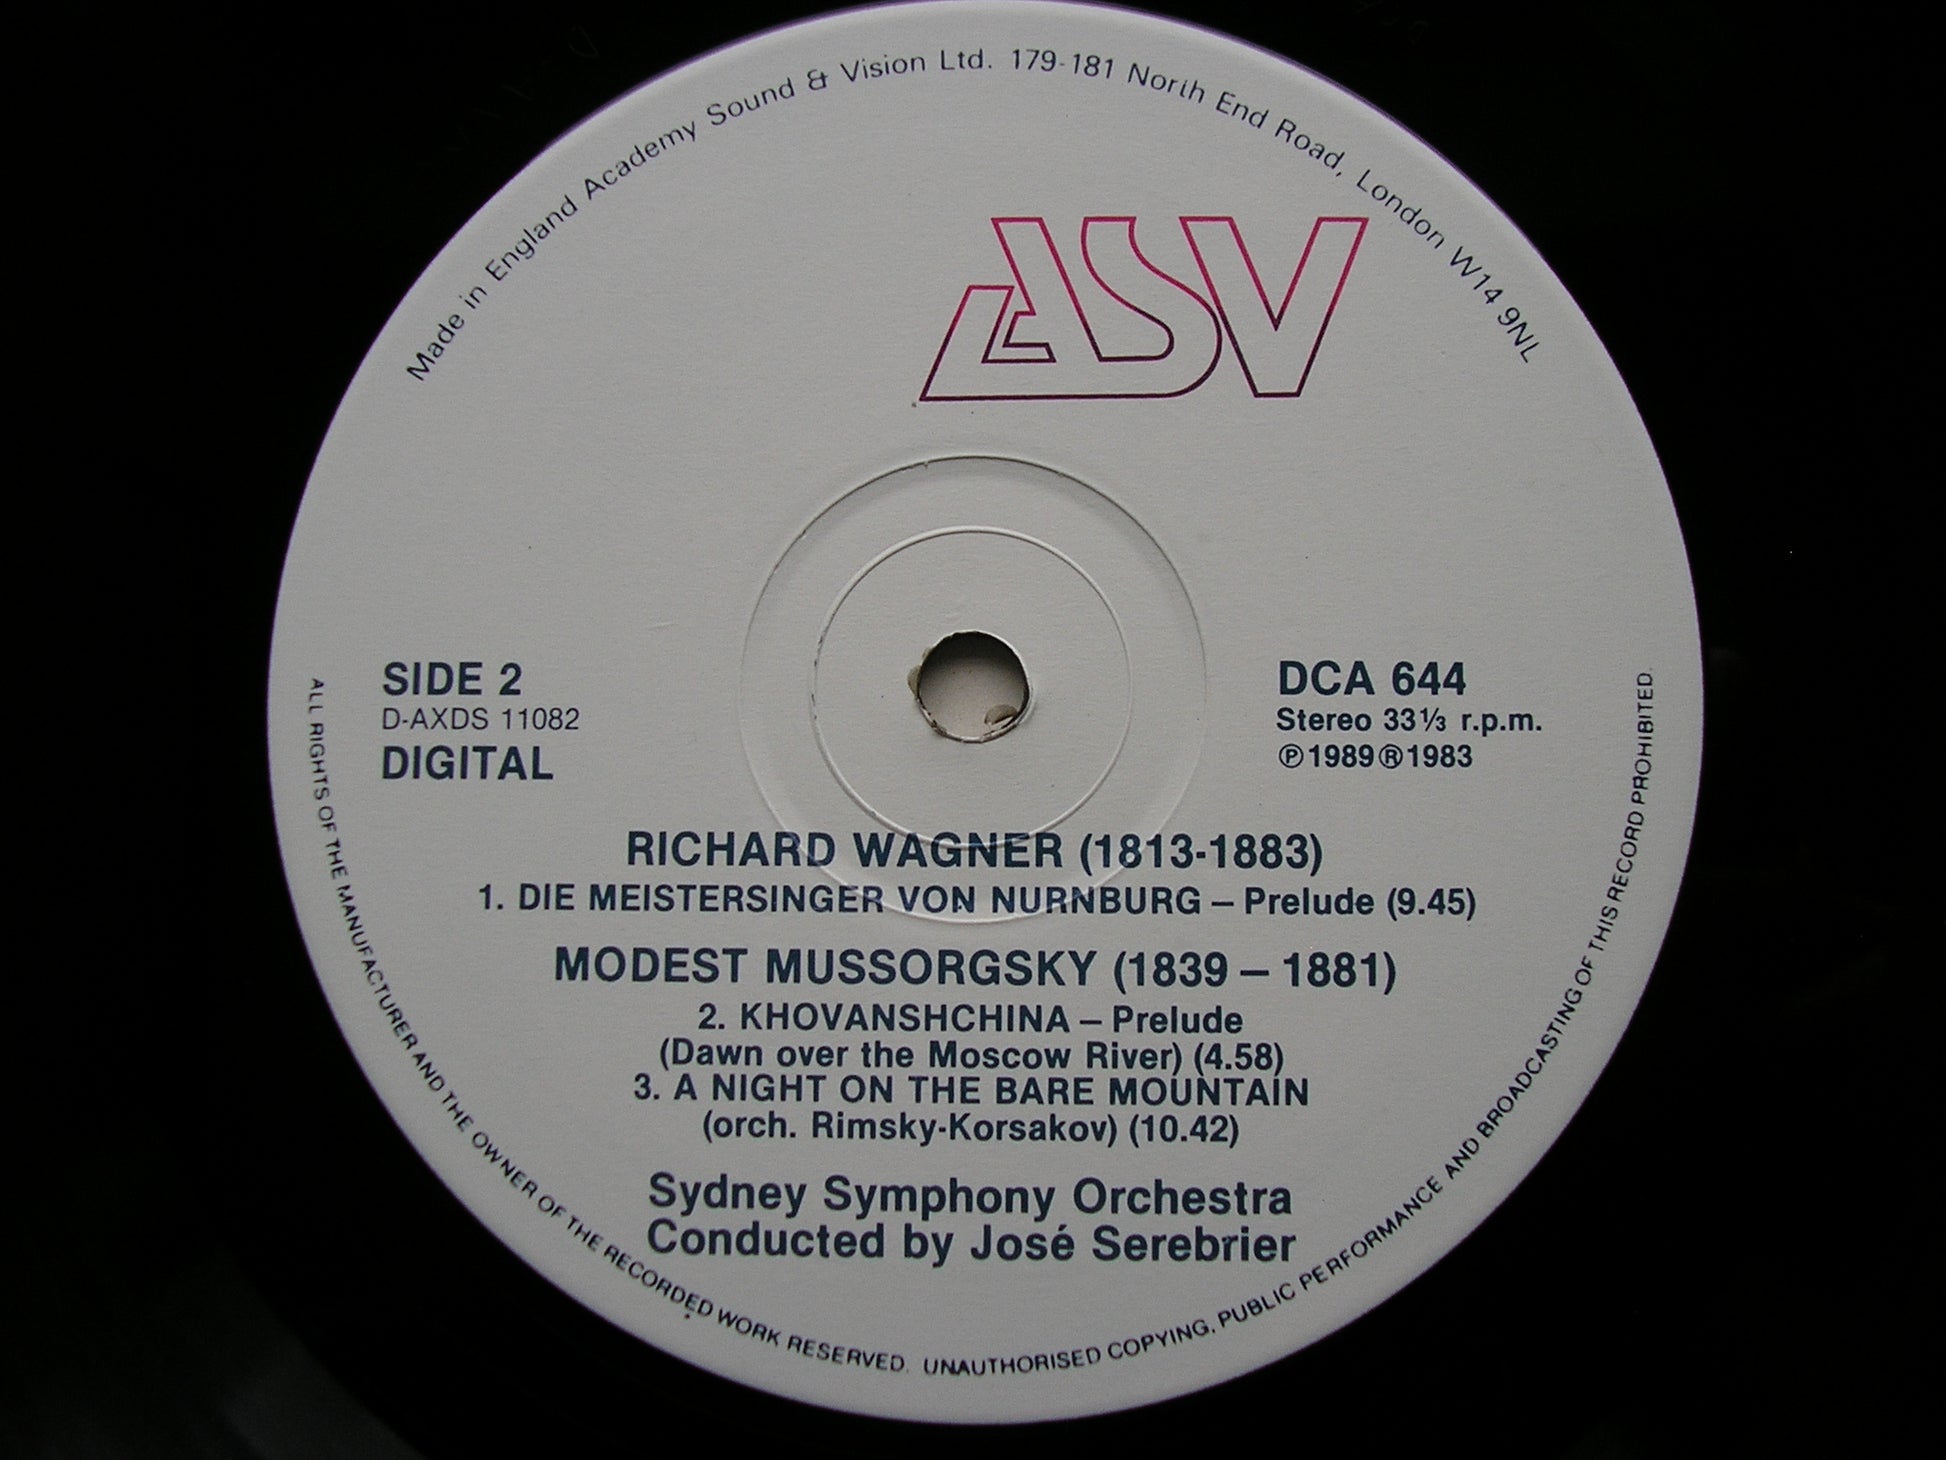 Made in England Academy Sound & Vision Ltd. 179-181 North End Road, London W14 9NL
ASV
SIDE 2
D-AXDS 11082
DIGITAL
DCA 644
Stereo 33⅓ r.p.m.
℗1989®1983
RICHARD WAGNER (1813-1883)
1. DIE MEISTERSINGER VON NURNBURG – Prelude (9.45)
MODEST MUSSORGSKY (1839 – 1881)
2. KHOVANSHCHINA – Prelude
(Dawn over the Moscow River) (4.58)
3. A NIGHT ON THE BARE MOUNTAIN
(orch. Rimsky-Korsakov) (10.42)
Sydney Symphony Orchestra
Conducted by José Serebrier
ALL RIGHTS OF THE MANUFACTURER AND THE OWNER OF THE RECORDED WORK RESERVED. UNAUTHORISED COPYING, PUBLIC PERFORMANCE AND BROADCASTING OF THIS RECORD PROHIBITED.